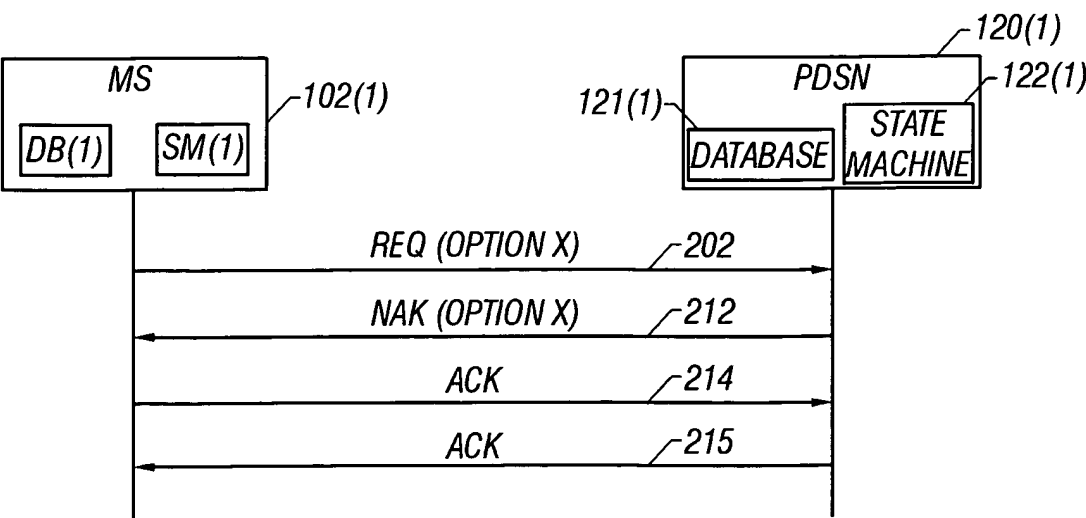 120(1)
MS
PDSN
102(1)
121(1)
122(1)
DB(1)
SM(1)
DATABASE
STATE
MACHINE
REQ (OPTION X)
202
NAK (OPTION X)
212
ACK
214
ACK
215